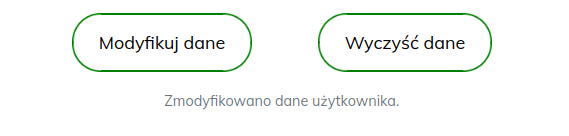 Modyfikuj dane Wyczyść dane
Zmodyfikowano dane użytkownika.